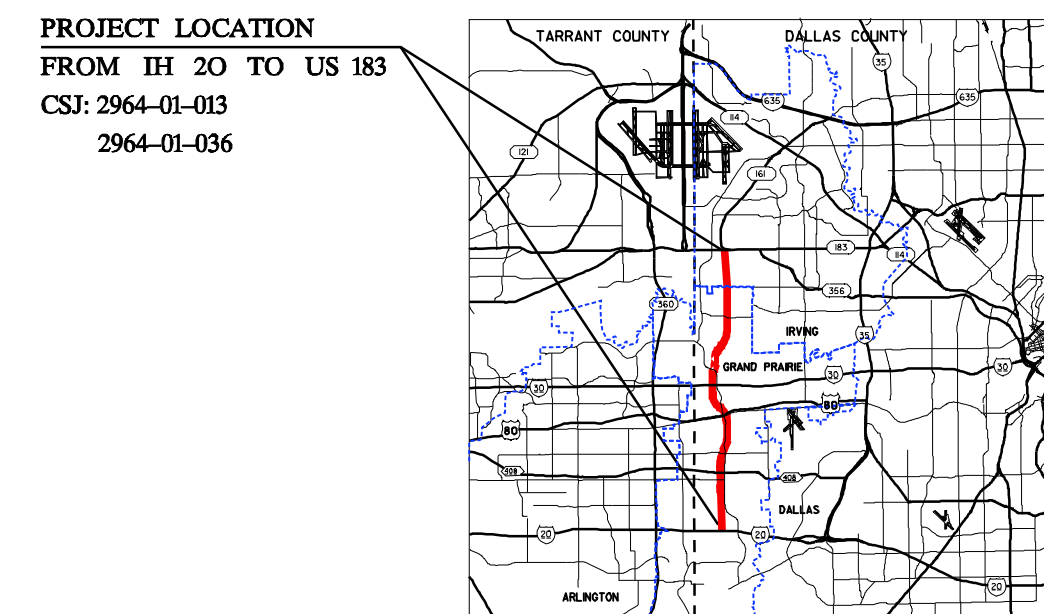 PROJECT LOCATION
FROM IH 20 TO US 183
CSJ: 2964–01–013
2964–01–036
TARRANT COUNTY
DALLAS COUNTY
35
635
635
114
121
161
183
114
356
360
IRVING
35
GRAND PRAIRIE
30
30
30
80
80
408
408
DALLAS
20
20
20
ARLINGTON